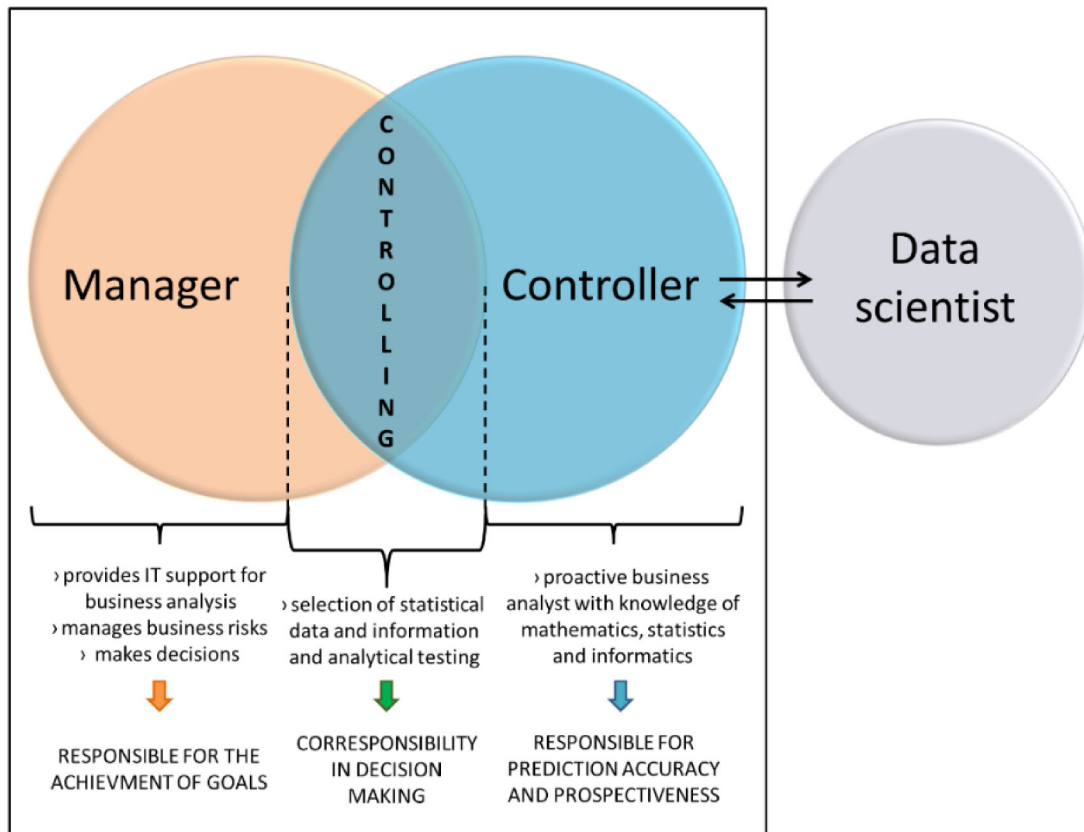 CONTROLLING
Manager
Controller
Data
scientist
› provides IT support for
business analysis
› manages business risks
› makes decisions
RESPONSIBLE FOR THE
ACHIEVMENT OF GOALS
› selection of statistical
data and information
and analytical testing
CORRESPONSIBILITY
IN DECISION
MAKING
› proactive business
analyst with knowledge of
mathematics, statistics
and informatics
RESPONSIBLE FOR
PREDICTION ACCURACY
AND PROSPECTIVENESS